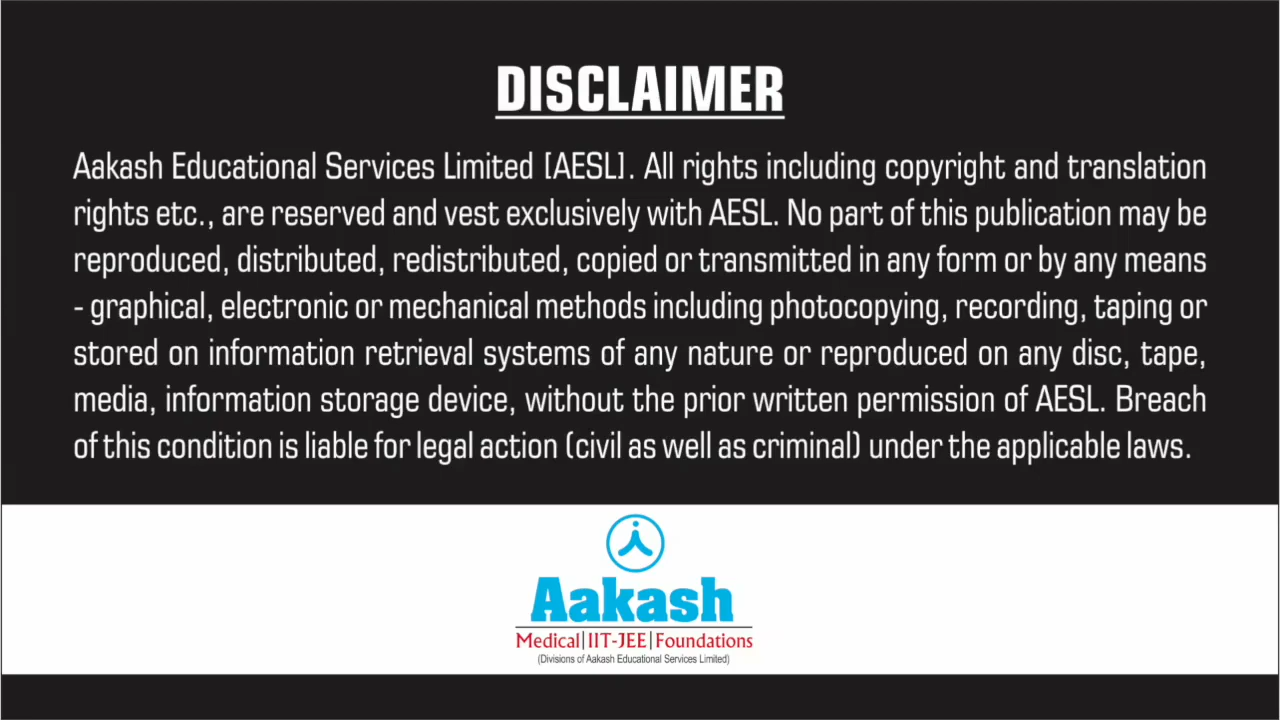 DISCLAIMER
Aakash Educational Services Limited [AESL]. All rights including copyright and translation
rights etc., are reserved and vest exclusively with AESL. No part of this publication may be
reproduced, distributed, redistributed, copied or transmitted in any form or by any means
- graphical, electronic or mechanical methods including photocopying, recording, taping or
stored on information retrieval systems of any nature or reproduced on any disc, tape,
media, information storage device, without the prior written permission of AESL. Breach
of this condition is liable for legal action (civil as well as criminal) under the applicable laws.
Aakash
Medical|IIT-JEE|Foundations
(Divisions of Aakash Educational Services Limited)